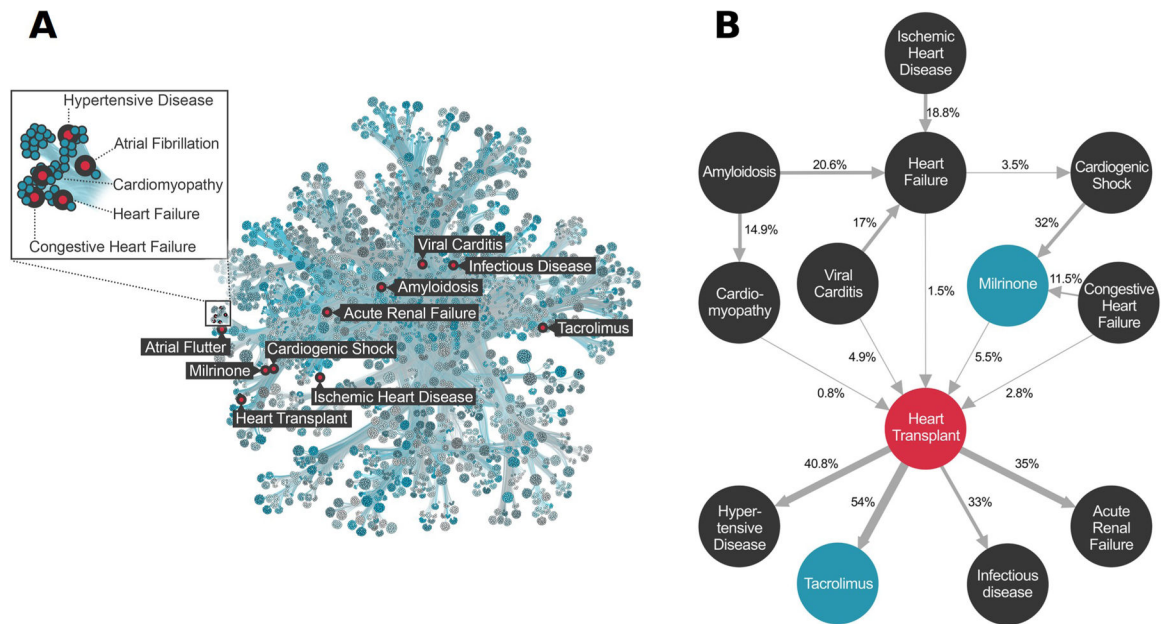 A
Hypertensive Disease
Atrial Fibrillation
Cardiomyopathy
Heart Failure
Congestive Heart Failure
Viral Carditis
Infectious Disease
Amyloidosis
Acute Renal Failure
Tacrolimus
Atrial Flutter
Cardiogenic Shock
Milrinone
Ischemic Heart Disease
Heart Transplant
B
Ischemic
Heart
Disease
18.8%
Amyloidosis
20.6%
Heart
Failure
3.5%
Cardiogenic
Shock
14.9%
17%
32%
Cardio-
myopathy
Viral
Carditis
1.5%
Milrinone
11.5%
Congestive
Heart
Failure
4.9%
5.5%
0.8%
2.8%
Heart
Transplant
40.8%
35%
54%
33%
Hyper-
tensive
Disease
Tacrolimus
Infectious
disease
Acute
Renal
Failure